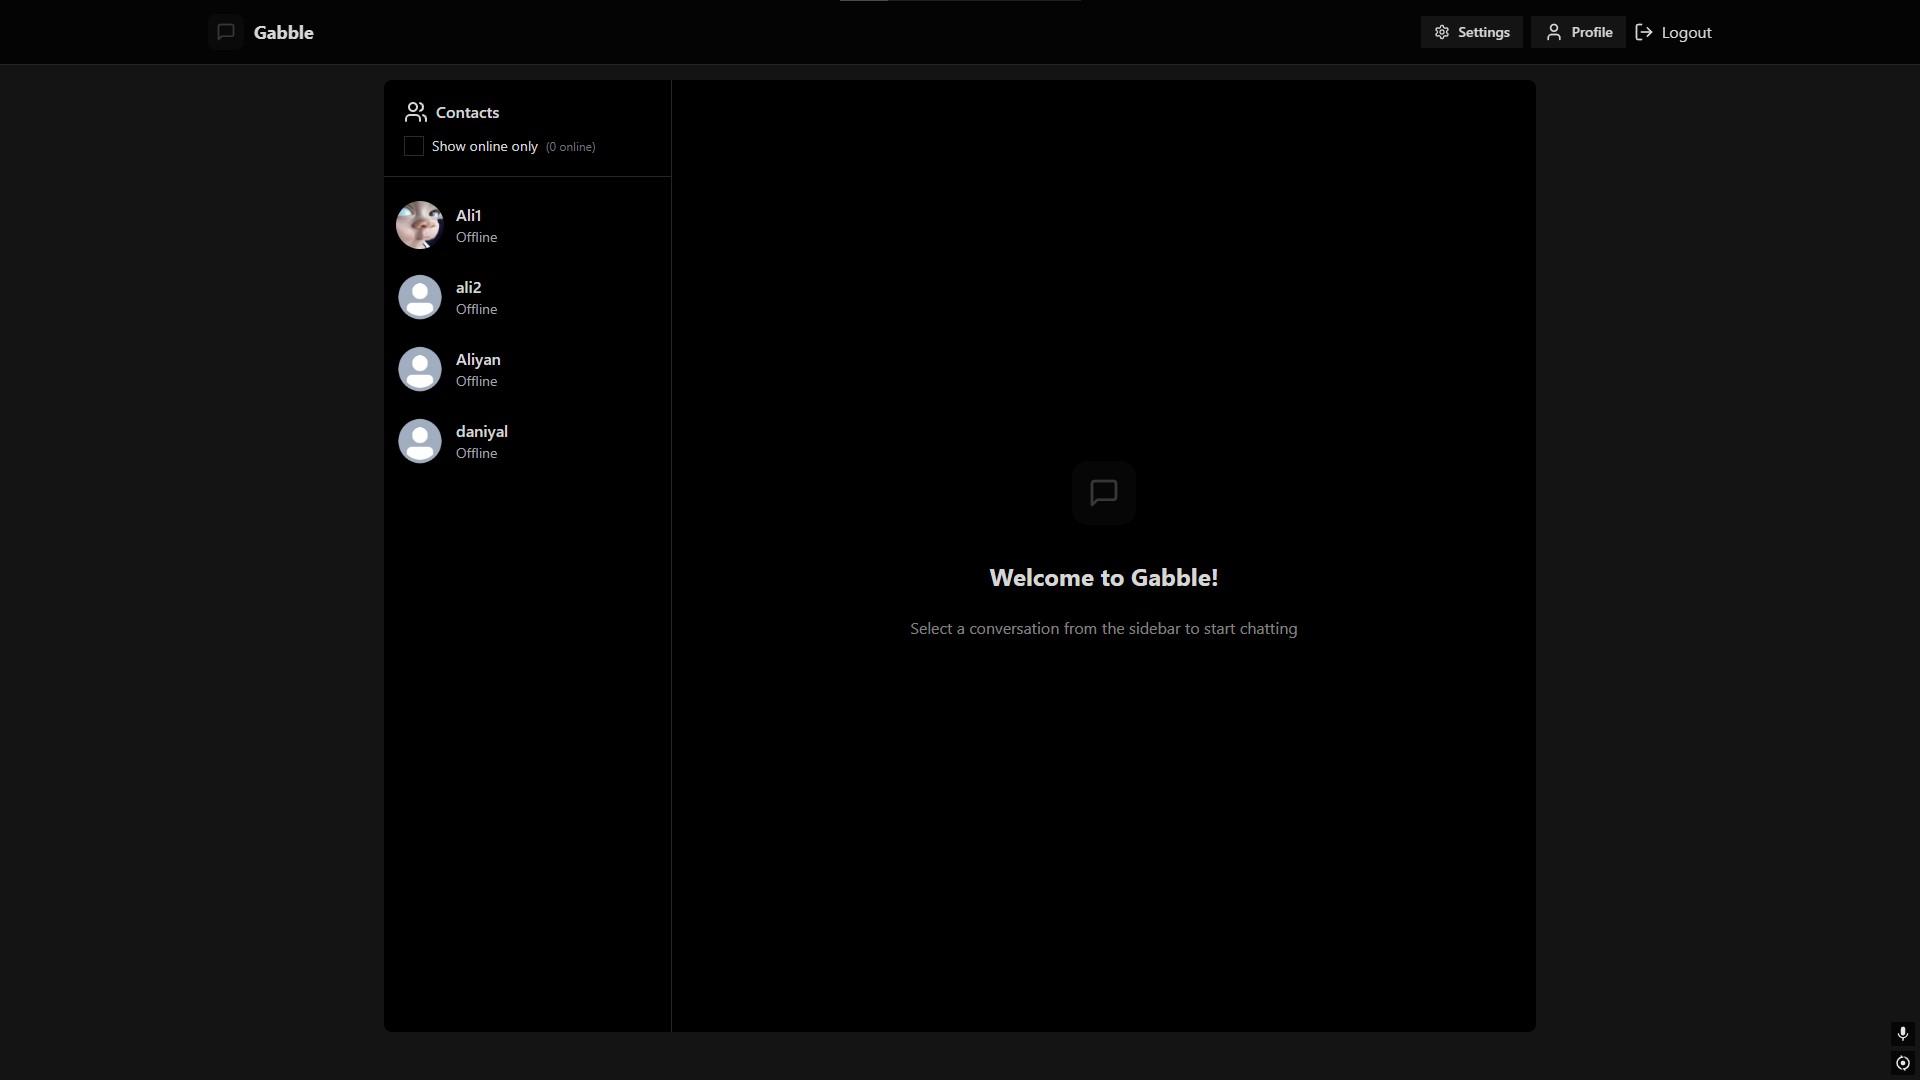 Gabble
Settings
Profile
Logout
Contacts
Show online only (0 online)
Ali1
Offline
ali2
Offline
Aliyan
Offline
daniyal
Offline
Welcome to Gabble!
Select a conversation from the sidebar to start chatting